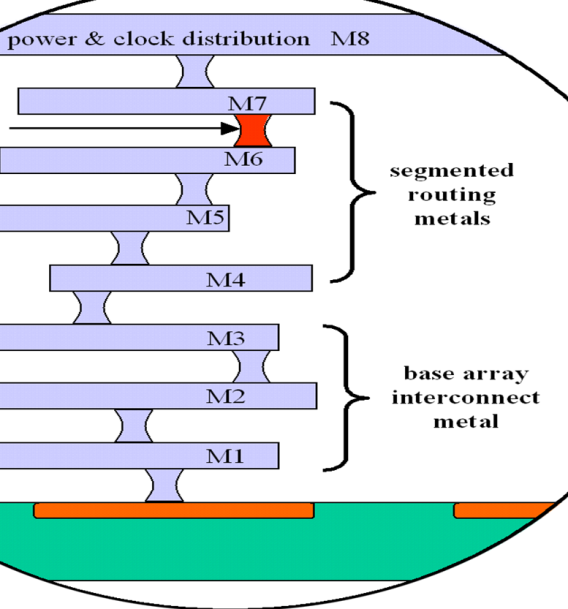 power & clock distribution M8
M7
M6
segmented
routing
metals
M5
M4
M3
base array
interconnect
metal
M2
M1